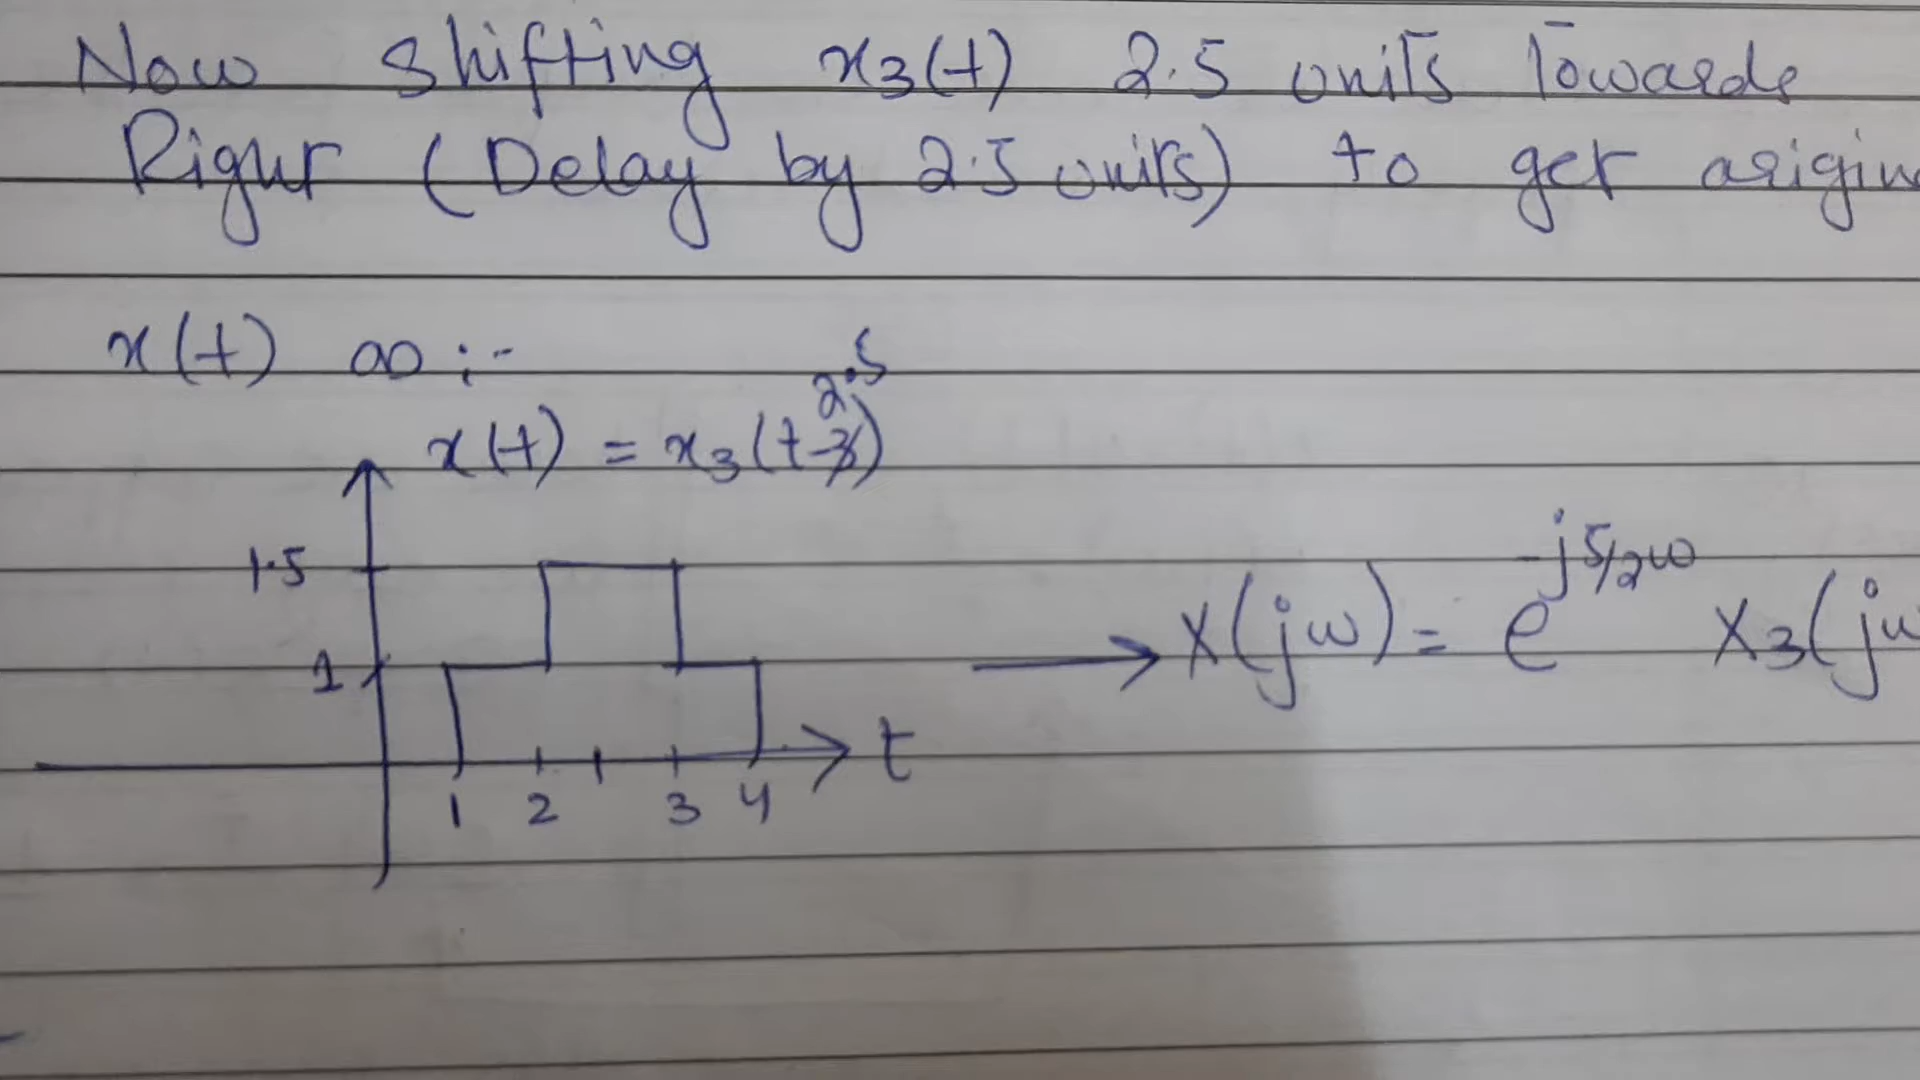 Now shifting x3(t) 2.5 units towards
Right (Delay by 2.5 units) to get origin
x(t) as :-
2.5
x(t) = x3(t-3)
1.5
1
1 2 3 4
t
X(jω) = e^-j5/2ω X3(jω